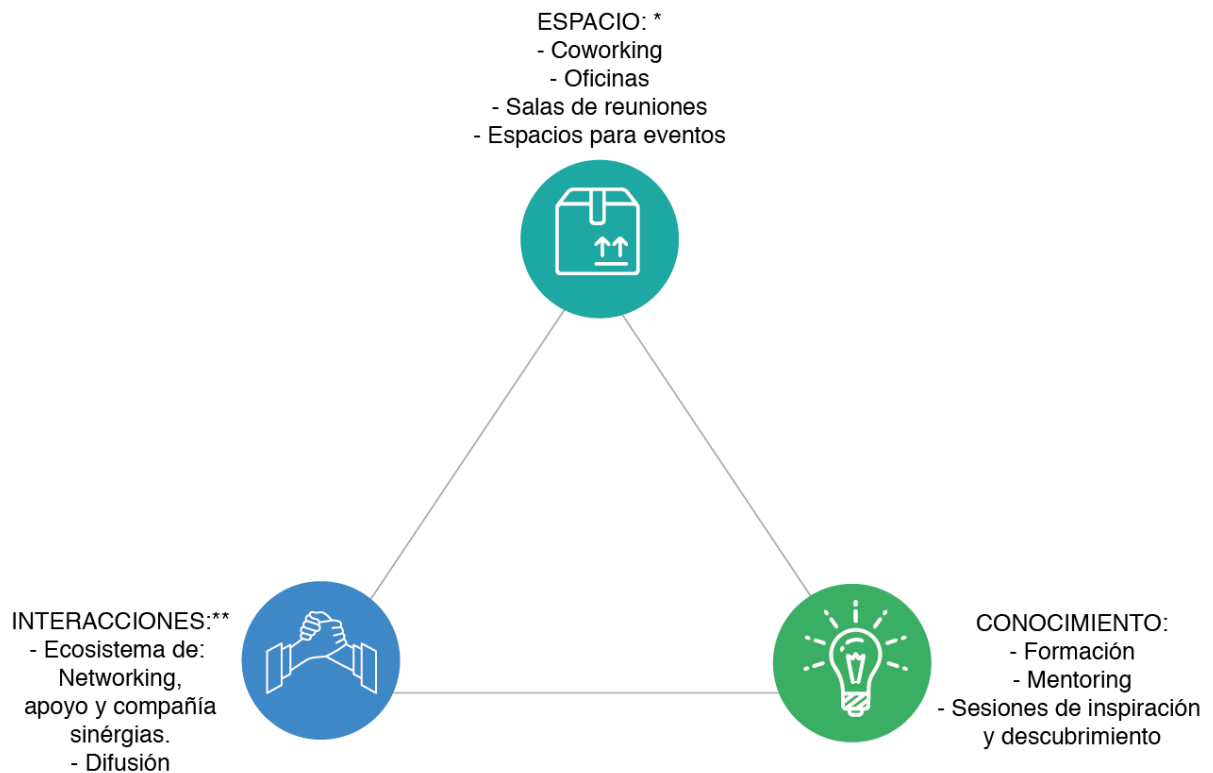 ESPACIO: *
- Coworking
- Oficinas
- Salas de reuniones
- Espacios para eventos
INTERACCIONES:**
- Ecosistema de:
Networking,
apoyo y compañía
sinérgias.
- Difusión
CONOCIMIENTO:
- Formación
- Mentoring
- Sesiones de inspiración
y descubrimiento